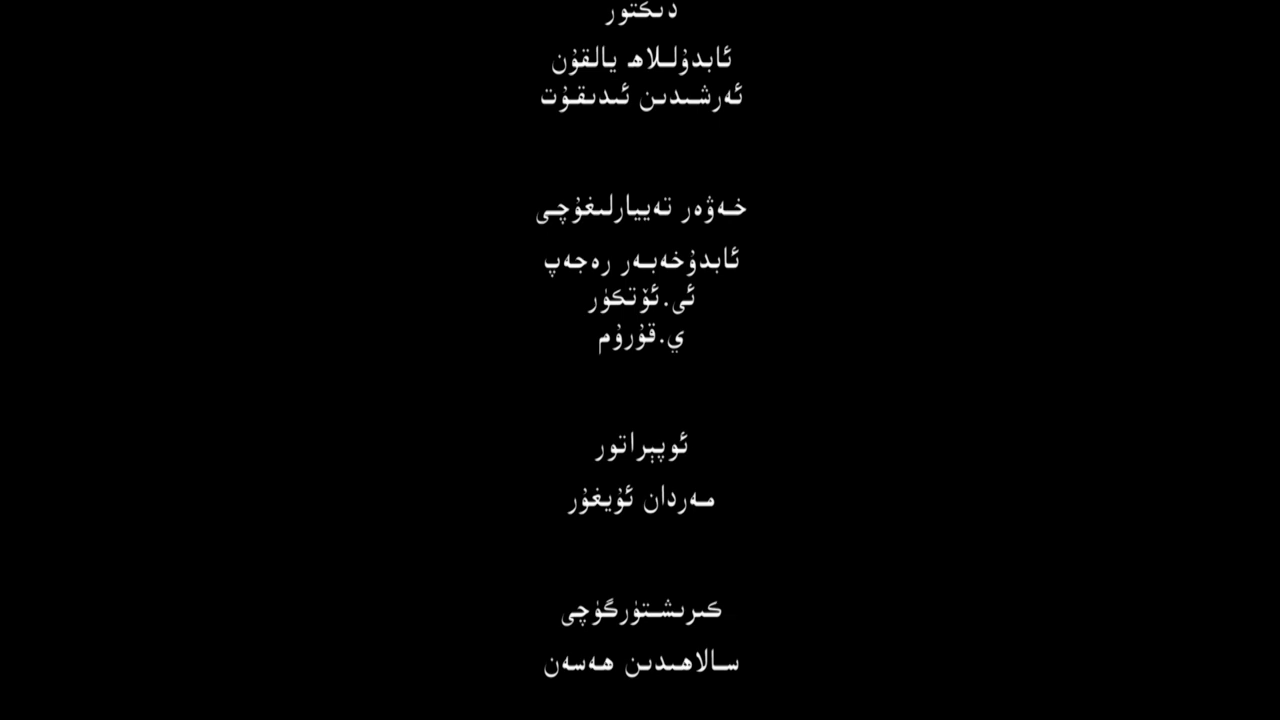 دىكتور
ئابدۇللاھ يالقۇن
ئەرشىدىن ئىدىقۇت
خەۋەر تەييارلىغۇچى
ئابدۇخەبەر رەجەپ
ئى.ئۆتكۈر
ي.قۇرۇم
ئوپېراتور
مەردان ئۇيغۇر
كىرىشتۈرگۈچى
سالاھىدىن ھەسەن